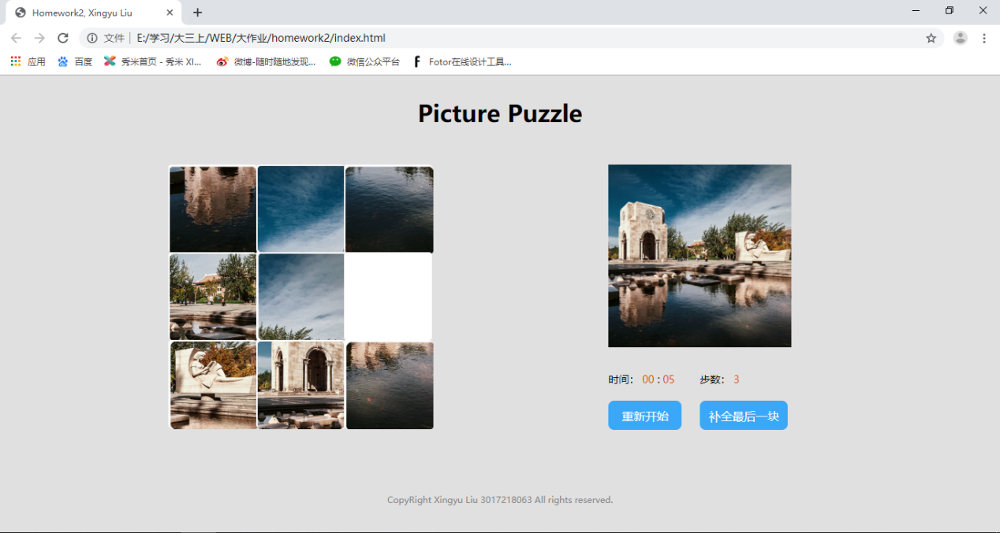 Homework2, Xingyu Liu
文件 | E:/学习/大三上/WEB/大作业/homework2/index.html
应用 百度 秀米首页 - 秀米 XI... 微博-随时随地发现... 微信公众平台 Fotor在线设计工具...
Picture Puzzle
时间： 00 : 05 步数： 3
重新开始 补全最后一块
CopyRight Xingyu Liu 3017218063 All rights reserved.